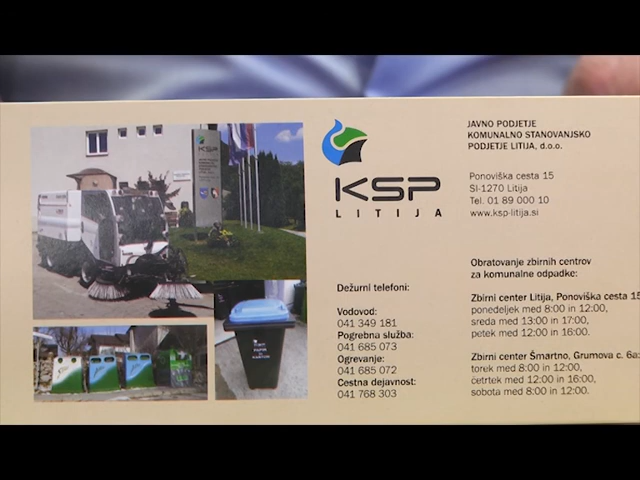 KSP
KSP
LITIJA
JAVNO PODJETJE
KOMUNALNO STANOVANJSKO
PODJETJE LITIJA, d.o.o.
Ponoviška cesta 15
SI-1270 Litija
Tel. 01 89 000 10
www.ksp-litija.si
Dežurni telefoni:
Vodovod:
041 349 181
Pogrebna služba:
041 685 073
Ogrevanje:
041 685 072
Cestna dejavnost:
041 768 303
Obratovanje zbirnih centrov
za komunalne odpadke:
Zbirni center Litija, Ponoviška cesta 15
ponedeljek med 8:00 in 12:00,
sreda med 13:00 in 17:00,
petek med 12:00 in 16:00.
Zbirni center Šmartno, Grumova c. 6a:
torek med 8:00 in 12:00,
četrtek med 12:00 in 16:00,
sobota med 8:00 in 12:00.